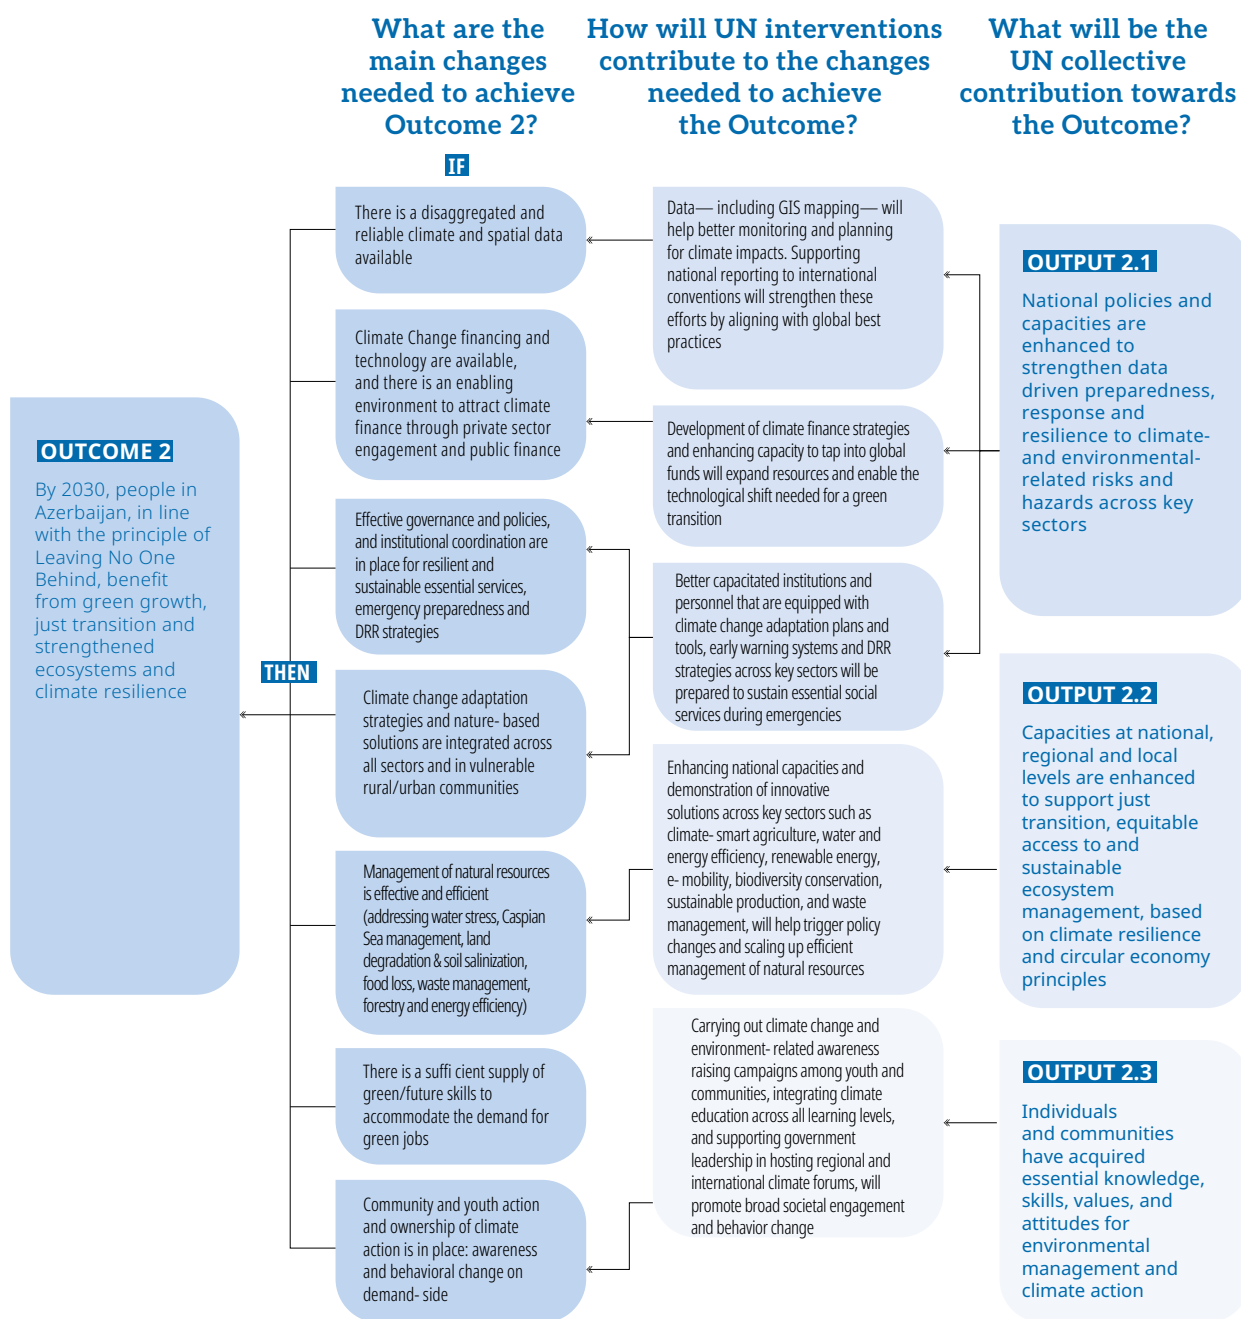 What are the
main changes
needed to achieve
Outcome 2?
How will UN interventions
contribute to the changes
needed to achieve
the Outcome?
What will be the
UN collective
contribution towards
the Outcome?
IF
There is a disaggregated and
reliable climate and spatial data
available
Climate Change financing and
technology are available,
and there is an enabling
environment to attract climate
finance through private sector
engagement and public finance
Effective governance and policies,
and institutional coordination are
in place for resilient and
sustainable essential services,
emergency preparedness and
DRR strategies
Climate change adaptation
strategies and nature- based
solutions are integrated across
all sectors and in vulnerable
rural/urban communities
Management of natural resources
is effective and efficient
(addressing water stress, Caspian
Sea management, land
degradation & soil salinization,
food loss, waste management,
forestry and energy efficiency)
There is a suffi cient supply of
green/future skills to
accommodate the demand for
green jobs
Community and youth action
and ownership of climate
action is in place: awareness
and behavioral change on
demand- side
THEN
OUTCOME 2
By 2030, people in
Azerbaijan, in line
with the principle of
Leaving No One
Behind, benefit
from green growth,
just transition and
strengthened
ecosystems and
climate resilience
Data— including GIS mapping— will
help better monitoring and planning
for climate impacts. Supporting
national reporting to international
conventions will strengthen these
efforts by aligning with global best
practices
Development of climate finance strategies
and enhancing capacity to tap into global
funds will expand resources and enable the
technological shift needed for a green
transition
Better capacitated institutions and
personnel that are equipped with
climate change adaptation plans and
tools, early warning systems and DRR
strategies across key sectors will be
prepared to sustain essential social
services during emergencies
Enhancing national capacities and
demonstration of innovative
solutions across key sectors such as
climate- smart agriculture, water and
energy efficiency, renewable energy,
e- mobility, biodiversity conservation,
sustainable production, and waste
management, will help trigger policy
changes and scaling up efficient
management of natural resources
Carrying out climate change and
environment- related awareness
raising campaigns among youth and
communities, integrating climate
education across all learning levels,
and supporting government
leadership in hosting regional and
international climate forums, will
promote broad societal engagement
and behavior change
OUTPUT 2.1
National policies and
capacities are
enhanced to
strengthen data
driven preparedness,
response and
resilience to climate-
and environmental-
related risks and
hazards across key
sectors
OUTPUT 2.2
Capacities at national,
regional and local
levels are enhanced
to support just
transition, equitable
access to and
sustainable
ecosystem
management, based
on climate resilience
and circular economy
principles
OUTPUT 2.3
Individuals
and communities
have acquired
essential knowledge,
skills, values, and
attitudes for
environmental
management and
climate action